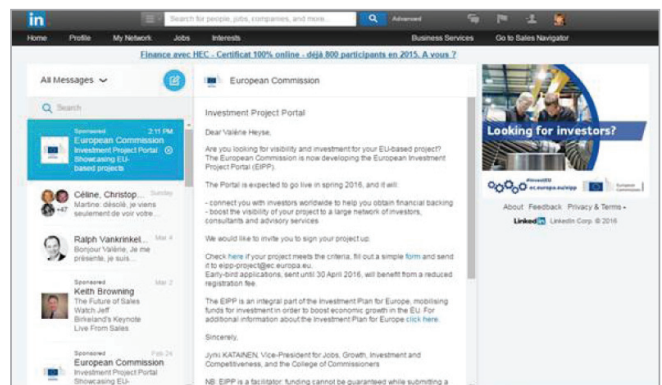 in
Search for people, jobs, companies, and more...
Advanced
Home Profile My Network Jobs Interests Business Services Go to Sales Navigator
Finance avec HEC - Certificat 100% online - déjà 800 participants en 2015. A vous ?
All Messages
Search
Sponsored 2:11 PM
European Commission
Investment Project Portal
Showcasing EU-
based projects
Céline, Christop... Sunday
+47
Martine: désolé, je viens
seulement de voir votre...
Ralph Vankrinkel... Mar 4
Bonjour Valérie, Je me
présente, je suis...
Sponsored Mar 2
Keith Browning
The Future of Sales
Watch Jeff
Birkeland's Keynote
Live From Sales
Sponsored Feb 24
European Commission
Investment Project Portal
Showcasing EU-
European Commission
Investment Project Portal
Dear Valérie Heyse,
Are you looking for visibility and investment for your EU-based project?
The European Commission is now developing the European Investment
Project Portal (EIPP).
The Portal is expected to go live in spring 2016, and it will:
- connect you with investors worldwide to help you obtain financial backing
- boost the visibility of your project to a large network of investors,
consultants and advisory services.
We would like to invite you to sign your project up:
Check here if your project meets the criteria, fill out a simple form and send
it to eipp-project@ec.europa.eu.
Early-bird applications, sent until 30 April 2016, will benefit from a reduced
registration fee.
The EIPP is an integral part of the Investment Plan for Europe, mobilising
funds for investment in order to boost economic growth in the EU. For
additional information about the Investment Plan for Europe click here.
Sincerely,
Jyrki KATAINEN, Vice-President for Jobs, Growth, Investment and
Competitiveness, and the College of Commissioners
NB: EIPP is a facilitator: funding cannot be guaranteed while submitting a
Looking for investors?
#investEU
ec.europa.eu/eipp
European
Commission
About Feedback Privacy & Terms
LinkedIn LinkedIn Corp. © 2016